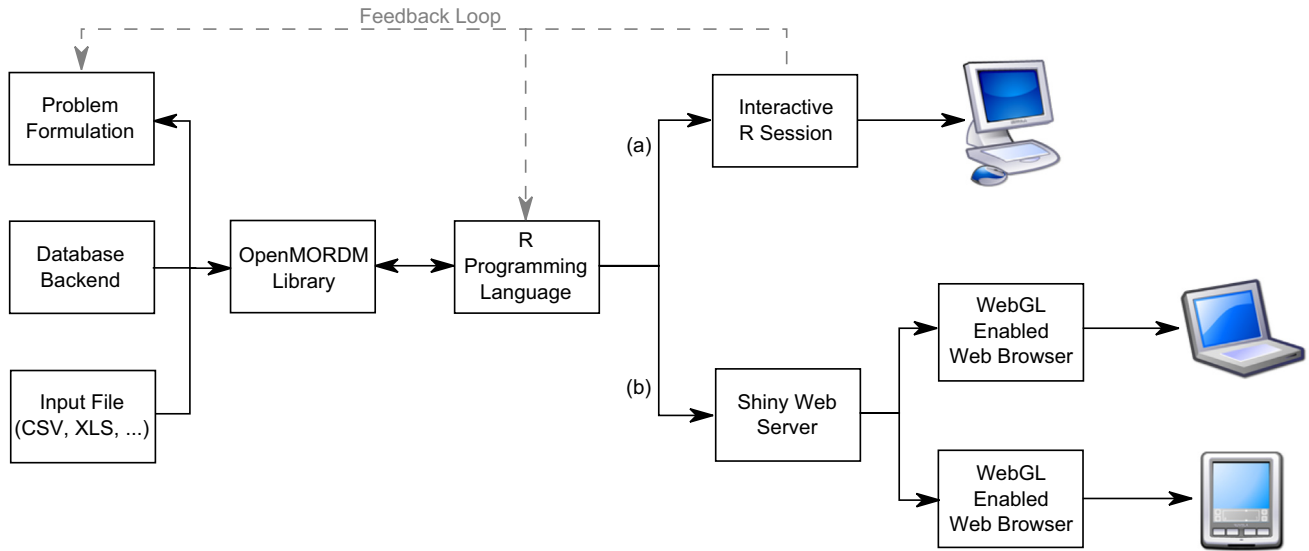 Feedback Loop
Problem
Formulation
Interactive
R Session
(a)
Database
Backend
OpenMORDM
Library
R
Programming
Language
WebGL
Enabled
Web Browser
Input File
(CSV, XLS, ...)
(b)
Shiny Web
Server
WebGL
Enabled
Web Browser